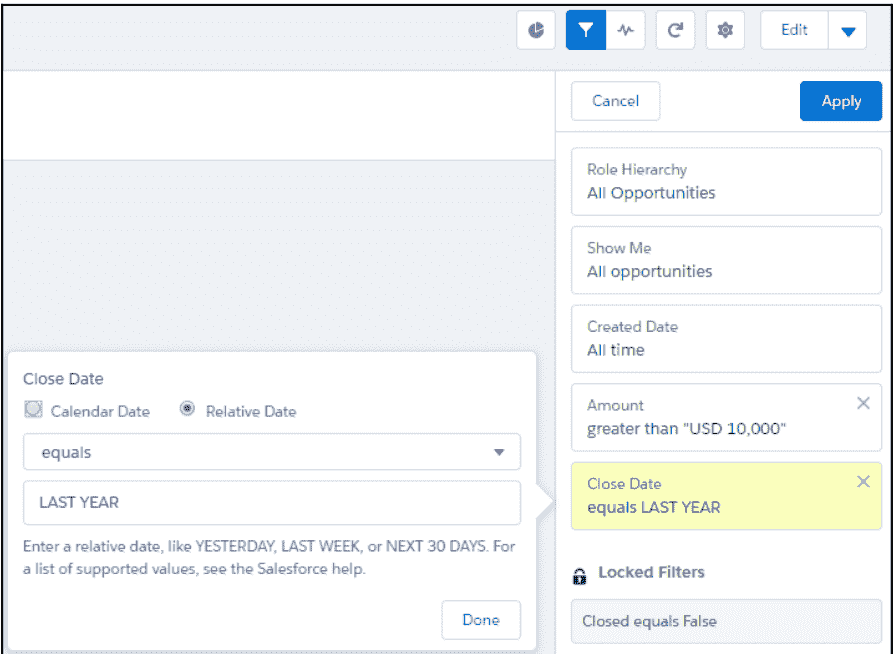 Edit
Cancel
Apply
Role Hierarchy
All Opportunities
Show Me
All opportunities
Created Date
All time
Amount
greater than "USD 10,000"
Close Date
equals LAST YEAR
Locked Filters
Closed equals False
Close Date
Calendar Date Relative Date
equals
LAST YEAR
Enter a relative date, like YESTERDAY, LAST WEEK, or NEXT 30 DAYS. For
a list of supported values, see the Salesforce help.
Done